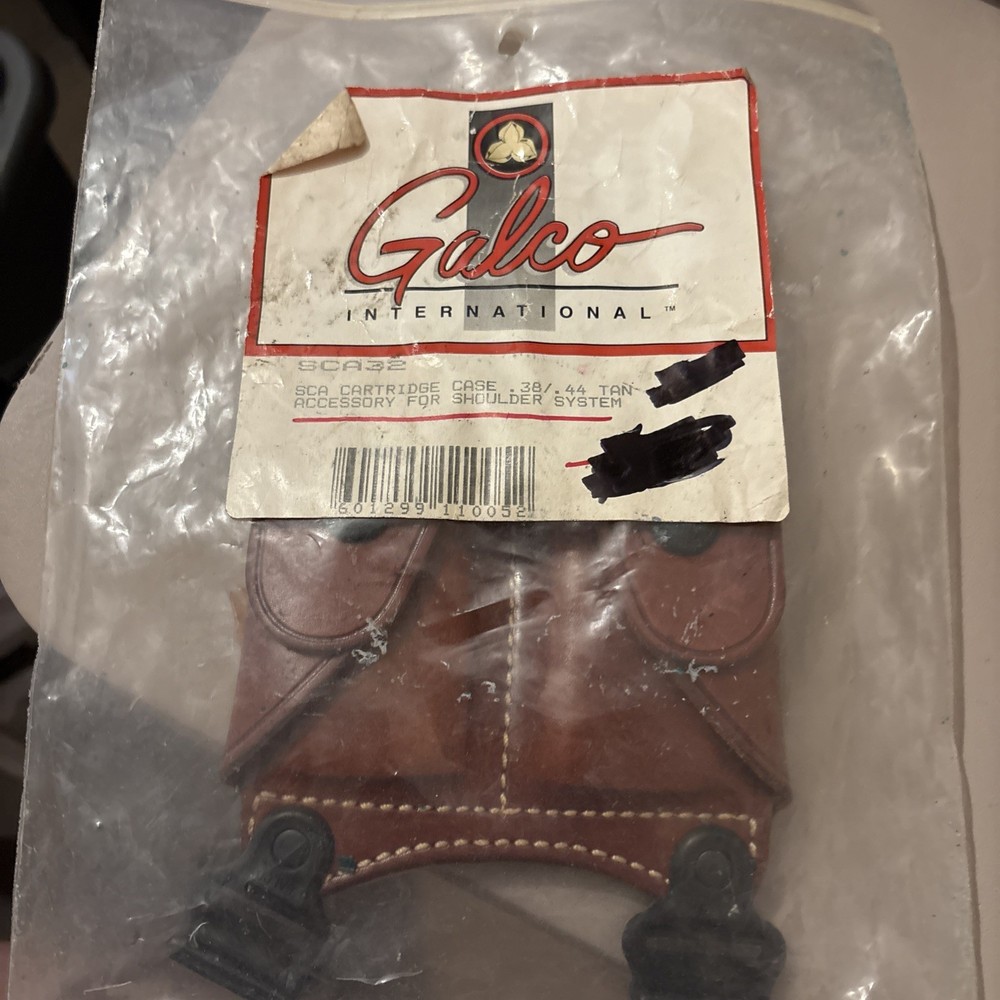 Galco
INTERNATIONAL™
SCA32
SCA CARTRIDGE CASE .38/.44 TAN
ACCESSORY FOR SHOULDER SYSTEM
601299 110052